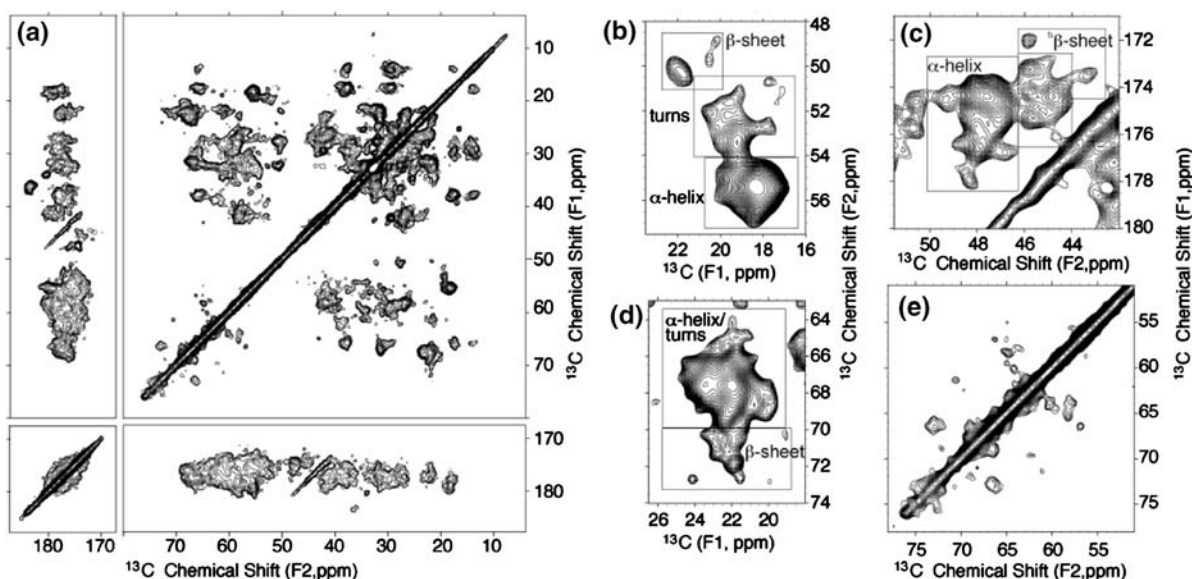 (a)
10
20
30
40
50
60
70
170
180
180 170 70 60 50 40 30 20 10
¹³C Chemical Shift (F2,ppm)
¹³C Chemical Shift (F1,ppm)
(b)
β-sheet
turns
α-helix
48
50
52
54
56
22 20 18 16
¹³C (F1, ppm)
¹³C Chemical Shift (F2,ppm)
(c)
α-helix
β-sheet
172
174
176
178
180
50 48 46 44
¹³C Chemical Shift (F2,ppm)
¹³C Chemical Shift (F1,ppm)
(d)
α-helix/
turns
β-sheet
64
66
68
70
72
74
26 24 22 20
¹³C (F1, ppm)
¹³C Chemical Shift (F2,ppm)
(e)
55
60
65
70
75
75 70 65 60 55
¹³C Chemical Shift (F2,ppm)
¹³C Chemical Shift (F1,ppm)